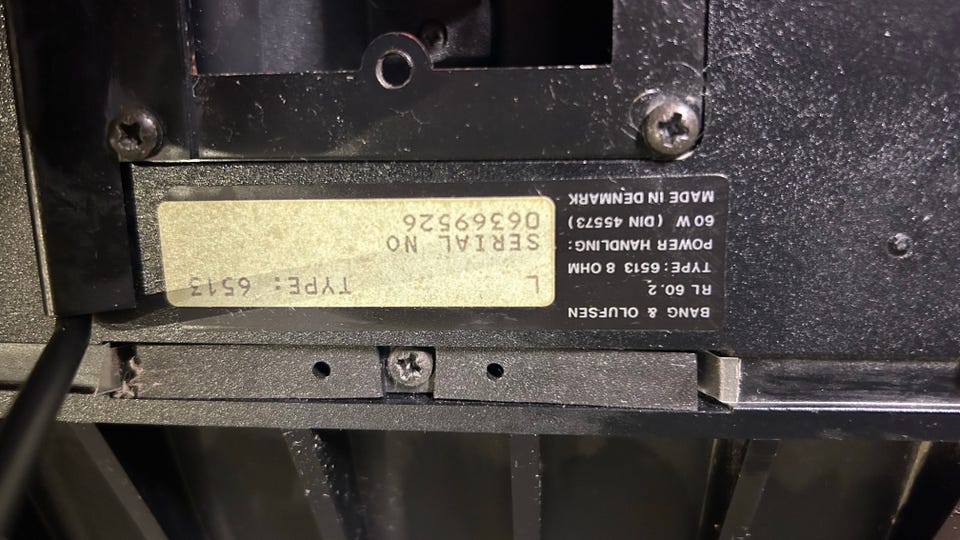 BANG & OLUFSEN
RL 60.2
TYPE: 6513 8 OHM
POWER HANDLING:
60 W (DIN 45573)
MADE IN DENMARK
L TYPE: 6513
SERIAL NO
06369526